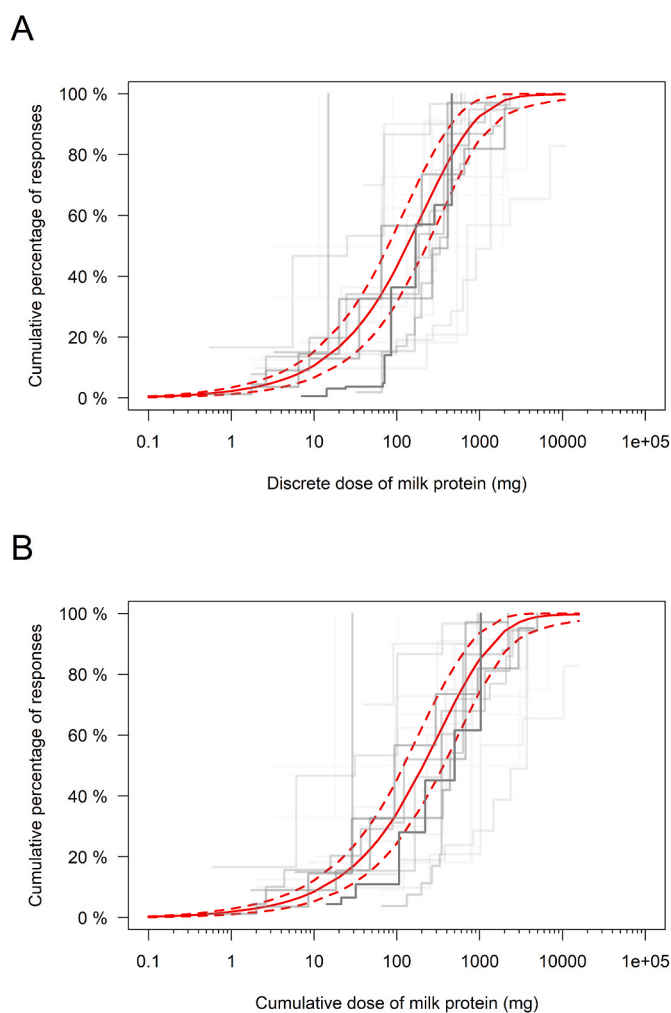 A
100 %
80 %
60 %
40 %
20 %
0 %
Cumulative percentage of responses
0.1 1 10 100 1000 10000 1e+05
Discrete dose of milk protein (mg)
B
100 %
80 %
60 %
40 %
20 %
0 %
Cumulative percentage of responses
0.1 1 10 100 1000 10000 1e+05
Cumulative dose of milk protein (mg)